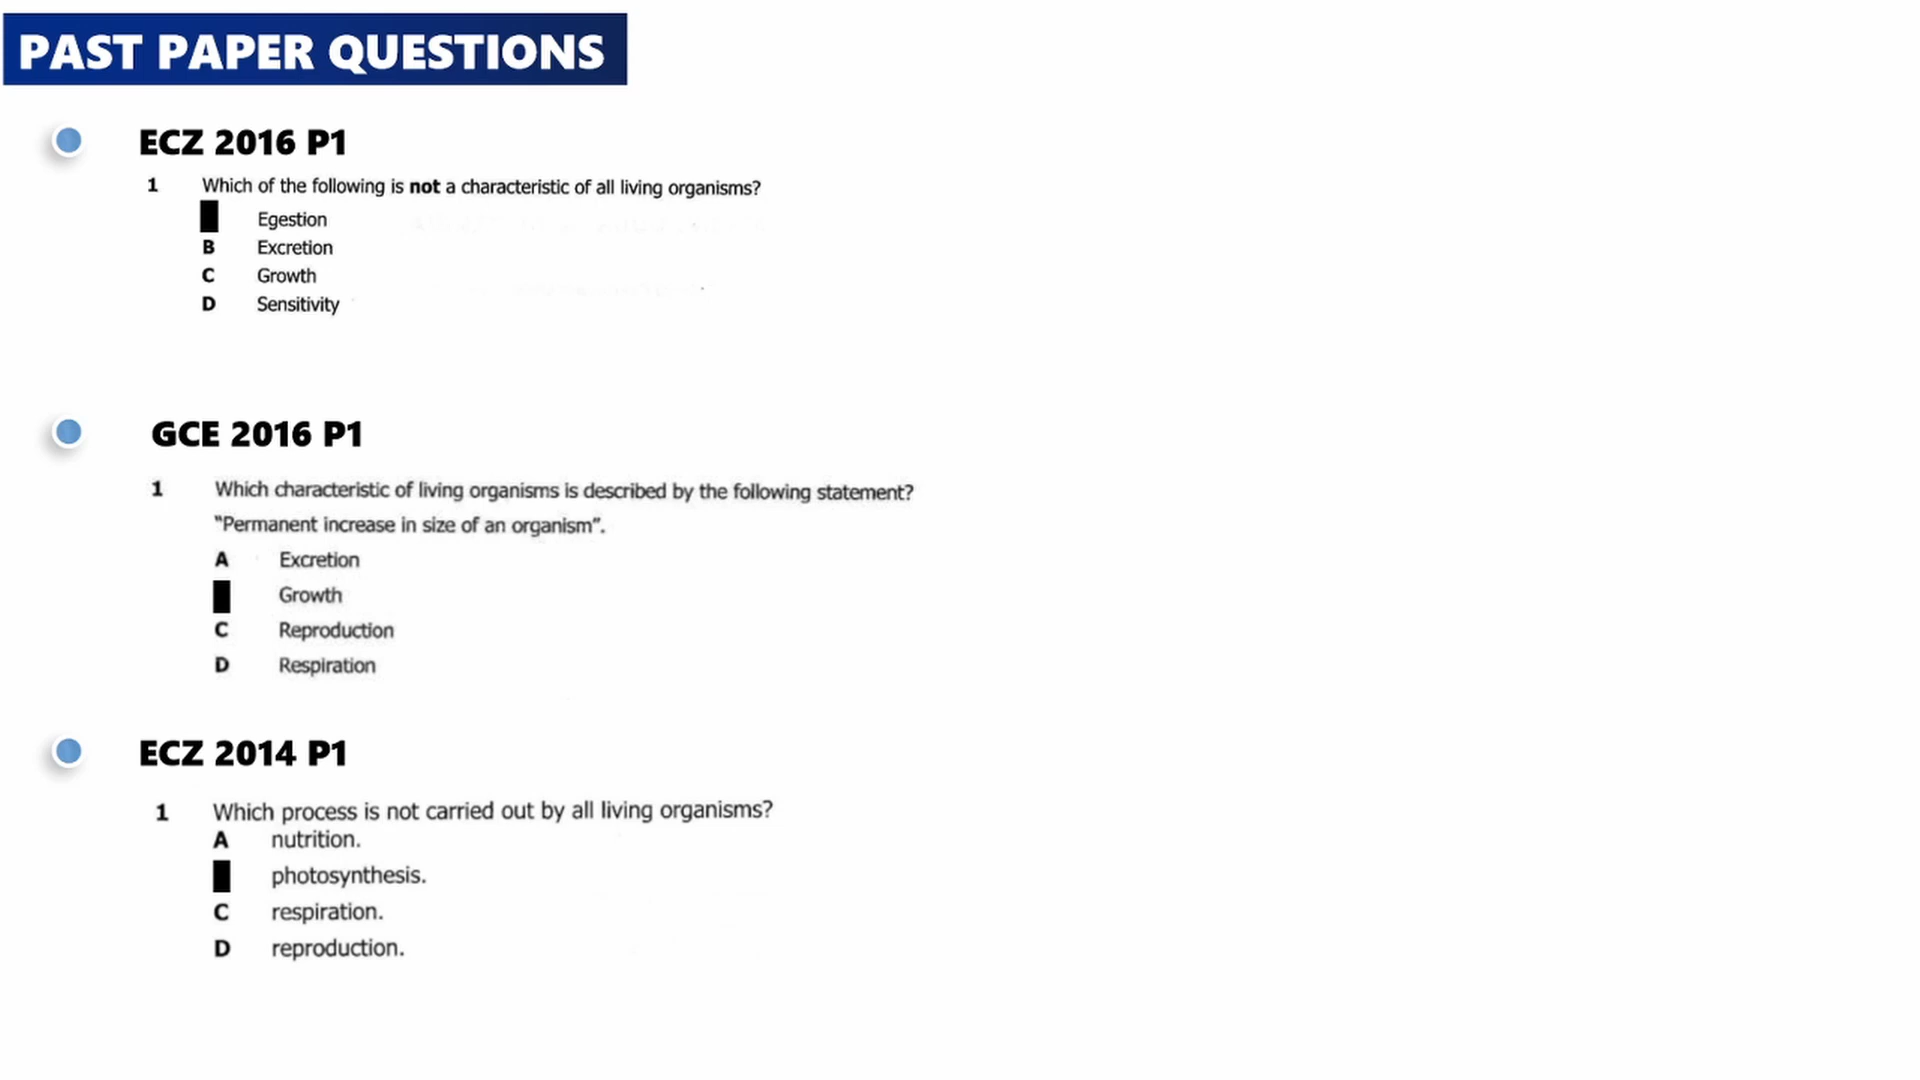 PAST PAPER QUESTIONS
ECZ 2016 P1
1 Which of the following is not a characteristic of all living organisms?
Egestion
B Excretion
C Growth
D Sensitivity
GCE 2016 P1
1 Which characteristic of living organisms is described by the following statement?
"Permanent increase in size of an organism".
A Excretion
Growth
C Reproduction
D Respiration
ECZ 2014 P1
1 Which process is not carried out by all living organisms?
A nutrition.
photosynthesis.
C respiration.
D reproduction.